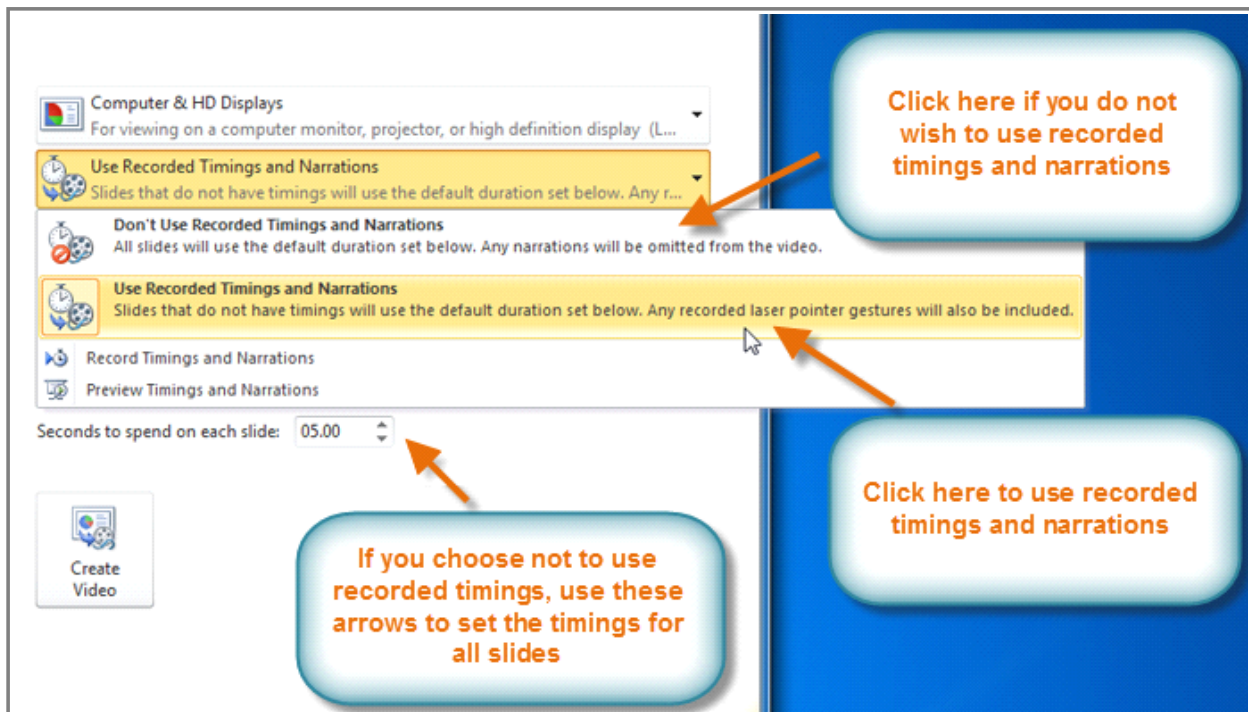 Computer & HD Displays
For viewing on a computer monitor, projector, or high definition display (L...
Use Recorded Timings and Narrations
Slides that do not have timings will use the default duration set below. Any r...
Don't Use Recorded Timings and Narrations
All slides will use the default duration set below. Any narrations will be omitted from the video.
Use Recorded Timings and Narrations
Slides that do not have timings will use the default duration set below. Any recorded laser pointer gestures will also be included.
Record Timings and Narrations
Preview Timings and Narrations
Seconds to spend on each slide: 05.00
Create
Video
Click here if you do not
wish to use recorded
timings and narrations
Click here to use recorded
timings and narrations
If you choose not to use
recorded timings, use these
arrows to set the timings for
all slides